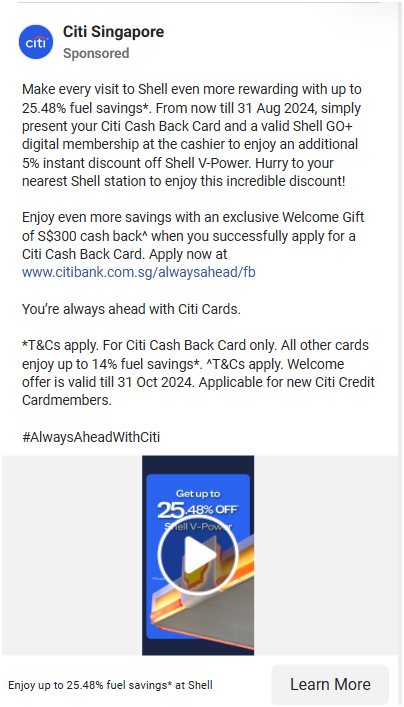 citi
Citi Singapore
Sponsored
Make every visit to Shell even more rewarding with up to
25.48% fuel savings*. From now till 31 Aug 2024, simply
present your Citi Cash Back Card and a valid Shell GO+
digital membership at the cashier to enjoy an additional
5% instant discount off Shell V-Power. Hurry to your
nearest Shell station to enjoy this incredible discount!
Enjoy even more savings with an exclusive Welcome Gift
of S$300 cash back^ when you successfully apply for a
Citi Cash Back Card. Apply now at
www.citibank.com.sg/alwaysahead/fb
You’re always ahead with Citi Cards.
*T&Cs apply. For Citi Cash Back Card only. All other cards
enjoy up to 14% fuel savings*. ^T&Cs apply. Welcome
offer is valid till 31 Oct 2024. Applicable for new Citi Credit
Cardmembers.
#AlwaysAheadWithCiti
Get up to
25.48% OFF*
Shell V-Power
Enjoy up to 25.48% fuel savings* at Shell
Learn More